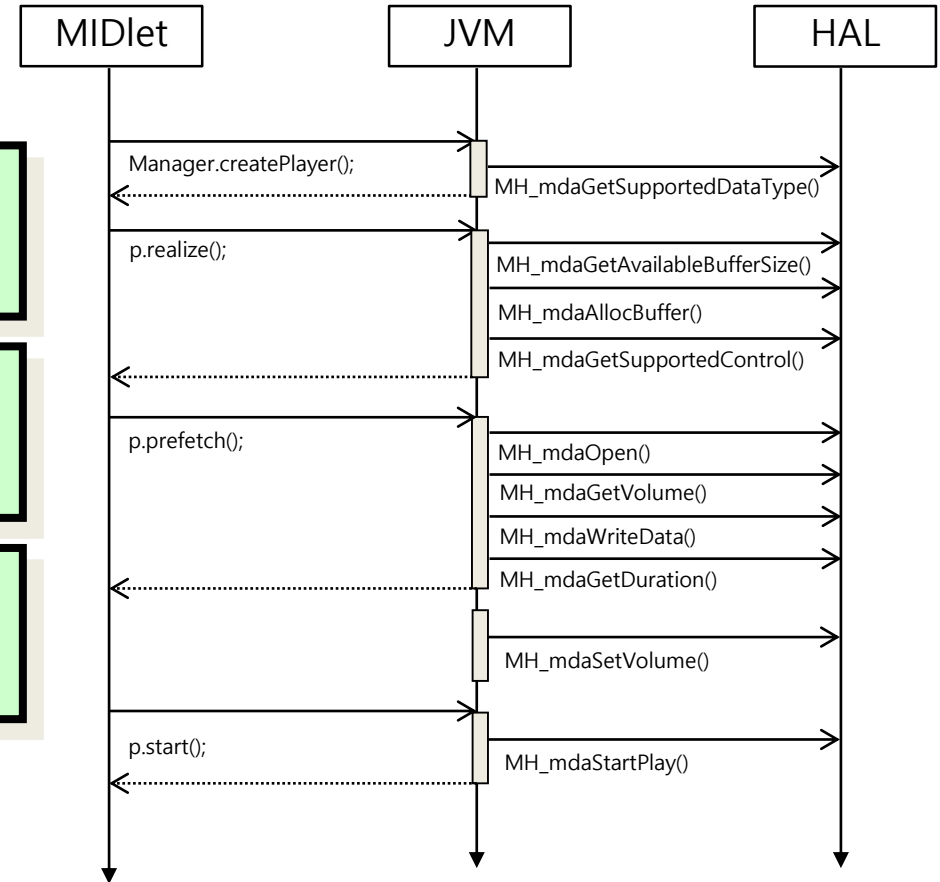 MIDlet
JVM
HAL
Manager.createPlayer();
MH_mdaGetSupportedDataType()
p.realize();
MH_mdaGetAvailableBufferSize()
MH_mdaAllocBuffer()
MH_mdaGetSupportedControl()
p.prefetch();
MH_mdaOpen()
MH_mdaGetVolume()
MH_mdaWriteData()
MH_mdaGetDuration()
MH_mdaSetVolume()
p.start();
MH_mdaStartPlay()